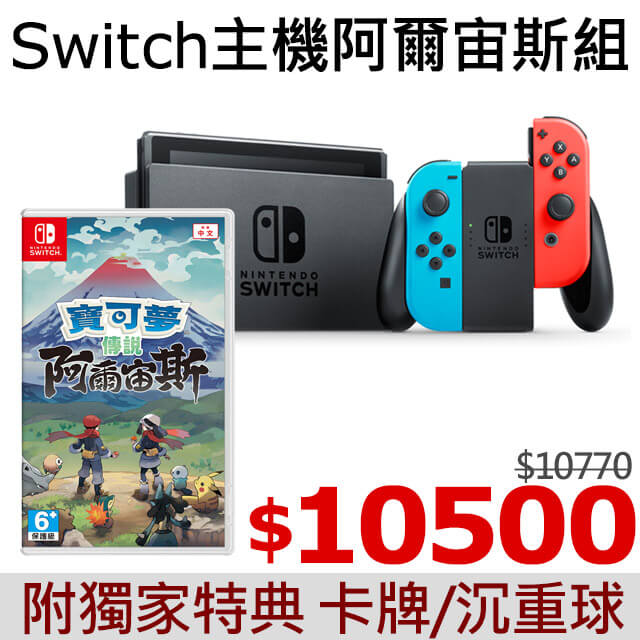 Switch主機阿爾宙斯組
NINTENDO
SWITCH
NINTENDO
SWITCH
NINTENDO
SWITCH.
中文
寶可夢
傳說
阿爾宙斯
6+
保護級
X
Y
A
B
$10770
$10500
附獨家特典 卡牌/沉重球